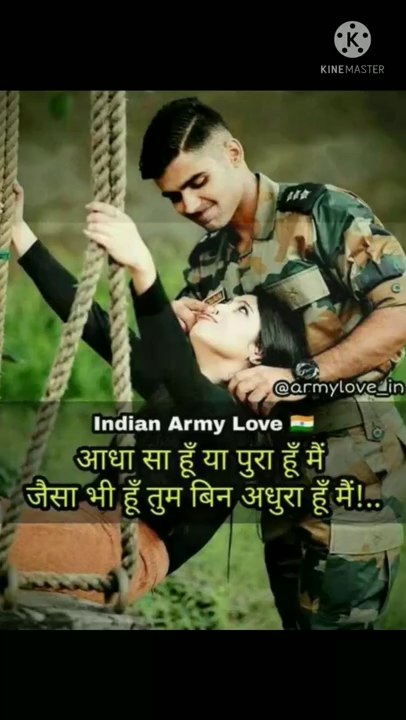 KINEMASTER
@armylove_in
Indian Army Love 🇮🇳
आधा सा हूँ या पुरा हूँ मैं
जैसा भी हूँ तुम बिन अधुरा हूँ मैं!..